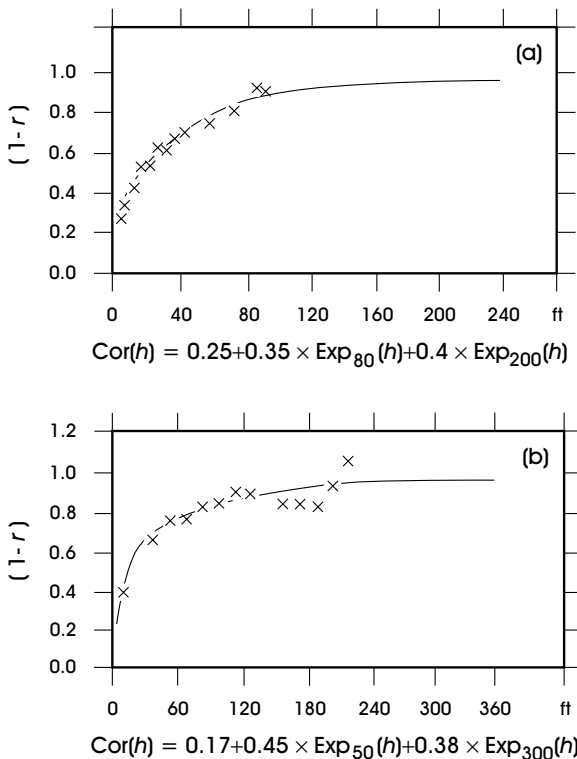 (a)
1.0
0.8
0.6
0.4
0.2
0.0
(1- r)
0 40 80 120 160 200 240 ft
Cor(h) = 0.25+0.35 × Exp80(h)+0.4 × Exp200(h)
(b)
1.2
1.0
0.8
0.6
0.4
0.2
0.0
(1- r)
0 60 120 180 240 300 360 ft
Cor(h) = 0.17+0.45 × Exp50(h)+0.38 × Exp300(h)